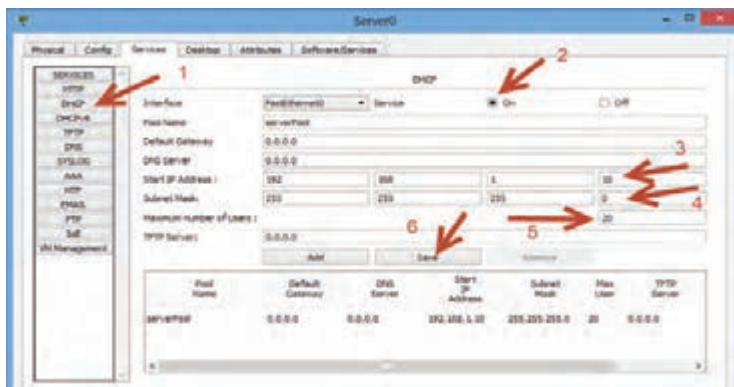 Server0
Physical Config Services Desktop Attributes Software/Services
1
2
SERVICES
HTTP
DHCP
DHCPv6
TFTP
DNS
SYSLOG
AAA
NTP
EMAIL
FTP
IoE
VM Management
DHCP
Interface FastEthernet0 Service On Off
Pool Name serverPool
Default Gateway 0.0.0.0
DNS Server 0.0.0.0
3
Start IP Address : 192 168 1 10
Subnet Mask: 255 255 255 0
4
Maximum number of Users : 20
5
6
TFTP Server: 0.0.0.0
Add Save Remove
Pool Name Default Gateway DNS Server Start IP Address Subnet Mask Max User TFTP Server
serverPool 0.0.0.0 0.0.0.0 192.168.1.10 255.255.255.0 20 0.0.0.0